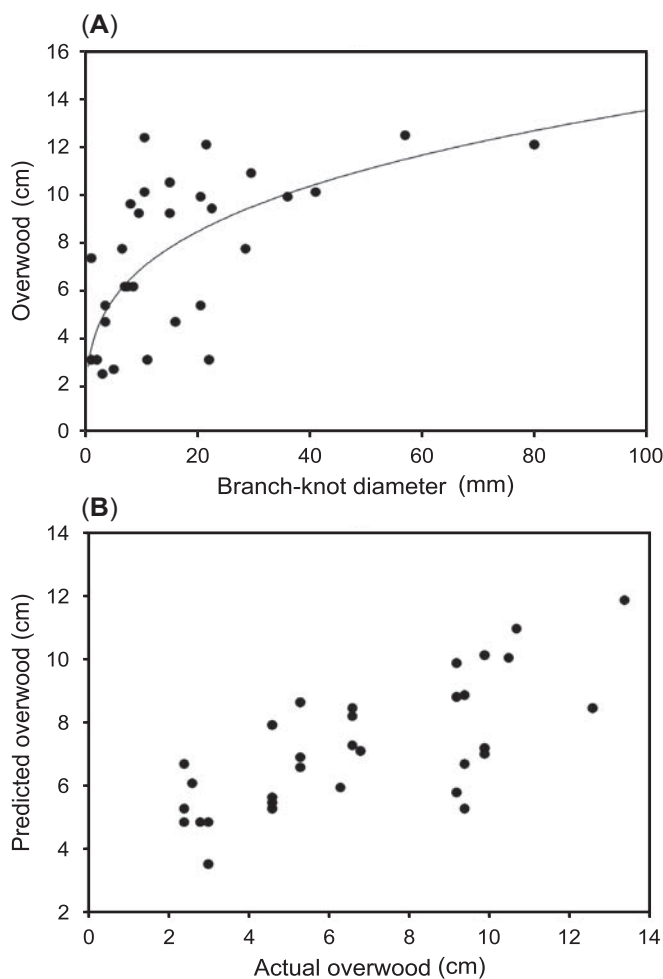 (A)
16
14
12
10
8
6
4
2
0
Overwood (cm)
0 20 40 60 80 100
Branch-knot diameter (mm)
(B)
14
12
10
8
6
4
2
Predicted overwood (cm)
0 2 4 6 8 10 12 14
Actual overwood (cm)